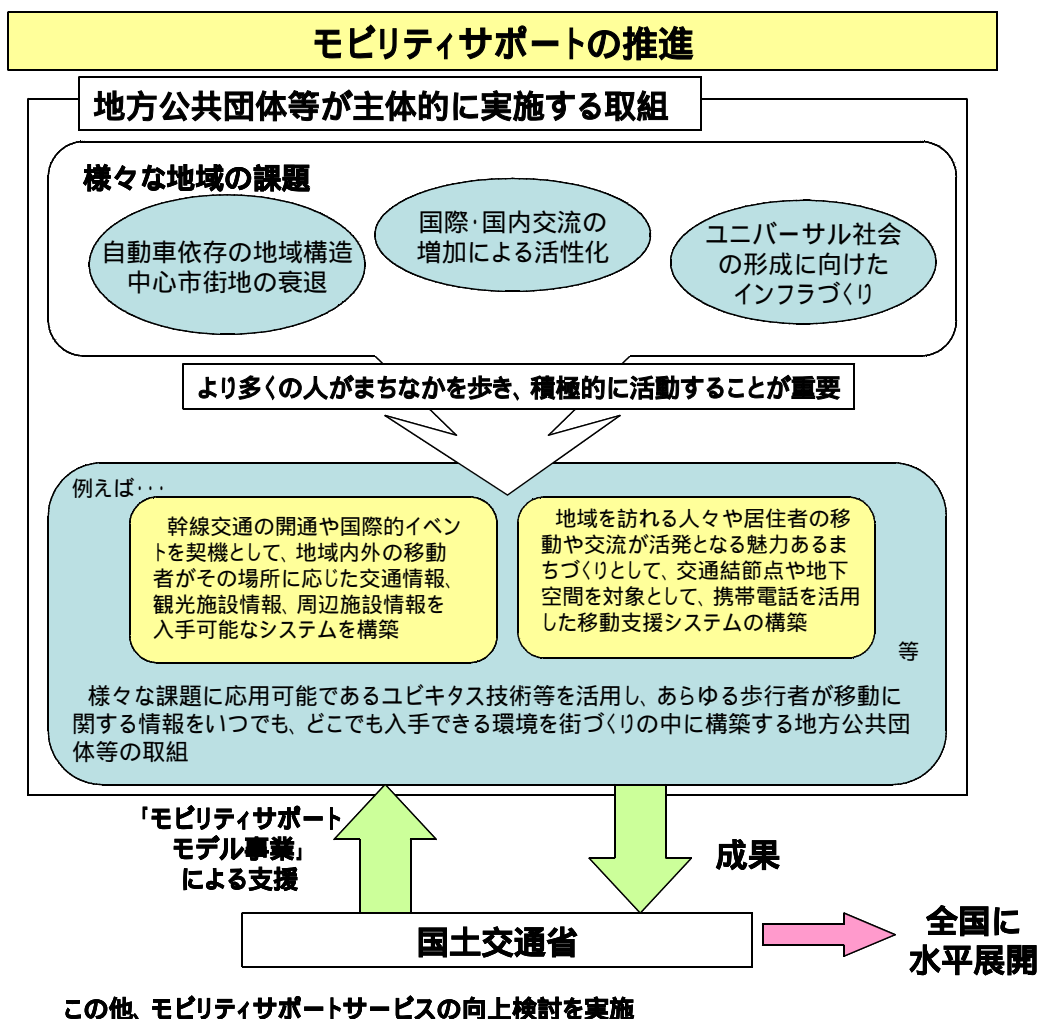 モビリティサポートの推進
地方公共団体等が主体的に実施する取組
様々な地域の課題
自動車依存の地域構造
中心市街地の衰退
国際・国内交流の
増加による活性化
ユニバーサル社会
の形成に向けた
インフラづくり
より多くの人がまちなかを歩き、積極的に活動することが重要
例えば・・・
幹線交通の開通や国際的イベン
トを契機として、地域内外の移動
者がその場所に応じた交通情報、
観光施設情報、周辺施設情報を
入手可能なシステムを構築
地域を訪れる人々や居住者の移
動や交流が活発となる魅力あるま
ちづくりとして、交通結節点や地下
空間を対象として、携帯電話を活用
した移動支援システムの構築
等
様々な課題に応用可能であるユビキタス技術等を活用し、あらゆる歩行者が移動に
関する情報をいつでも、どこでも入手できる環境を街づくりの中に構築する地方公共団
体等の取組
「モビリティサポート
モデル事業」
による支援
成果
国土交通省
全国に
水平展開
この他、モビリティサポートサービスの向上検討を実施